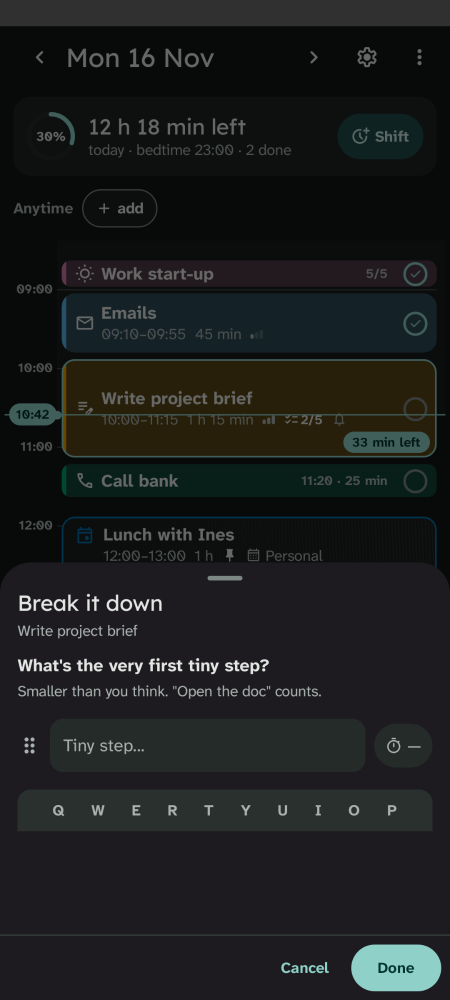 Mon 16 Nov
30%
12 h 18 min left
today · bedtime 23:00 · 2 done
Shift
Anytime
+ add
Work start-up
5/5
09:00
Emails
09:10–09:55 45 min
10:00
Write project brief
10:42
10:00–11:15 1 h 15 min 2/5
33 min left
11:00
Call bank
11:20 · 25 min
12:00
Lunch with Ines
12:00–13:00 1 h Personal
Break it down
Write project brief
What's the very first tiny step?
Smaller than you think. "Open the doc" counts.
Tiny step...
—
Q W E R T Y U I O P
Cancel
Done